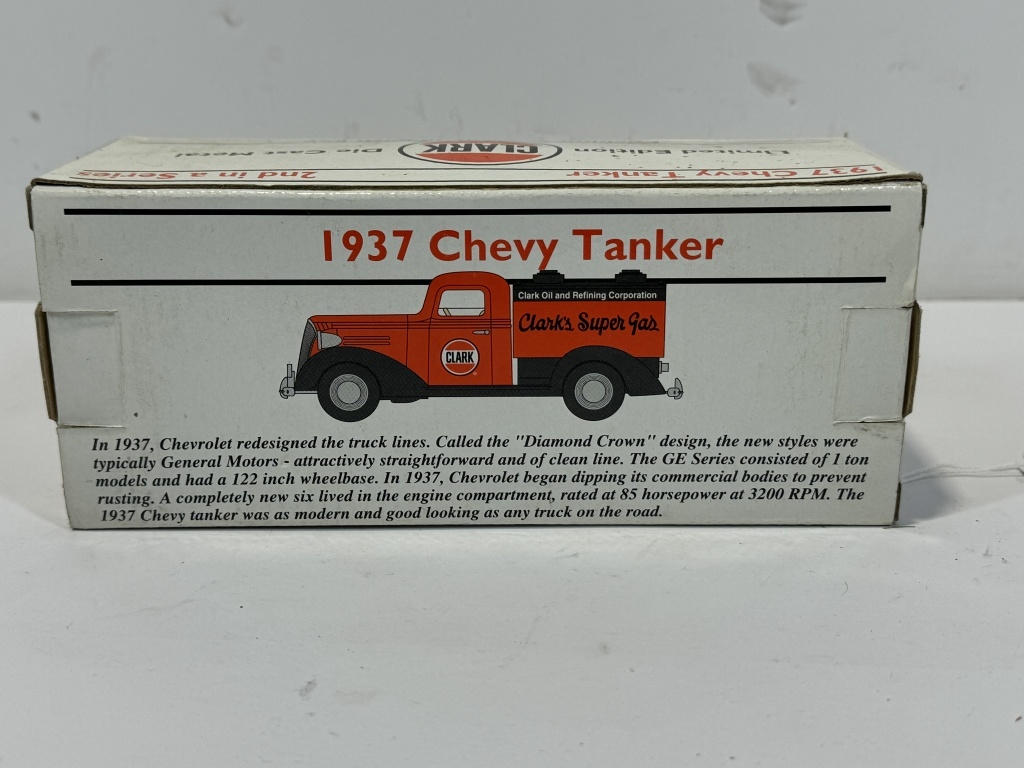 Limited Edition CLARK Die Cast Metal
1937 Chevy Tanker 2nd in a Series
1937 Chevy Tanker
Clark Oil and Refining Corporation
Clark's Super Gas
CLARK
In 1937, Chevrolet redesigned the truck lines. Called the "Diamond Crown" design, the new styles were
typically General Motors - attractively straightforward and of clean line. The GE Series consisted of 1 ton
models and had a 122 inch wheelbase. In 1937, Chevrolet began dipping its commercial bodies to prevent
rusting. A completely new six lived in the engine compartment, rated at 85 horsepower at 3200 RPM. The
1937 Chevy tanker was as modern and good looking as any truck on the road.